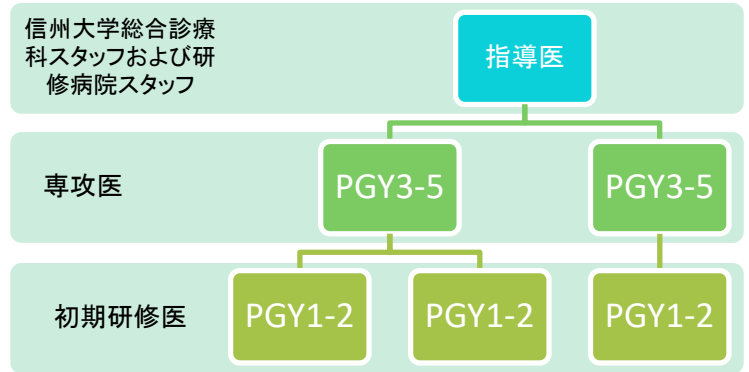 信州大学総合診療
科スタッフおよび研
修病院スタッフ
指導医
専攻医
PGY3-5
PGY3-5
初期研修医
PGY1-2
PGY1-2
PGY1-2